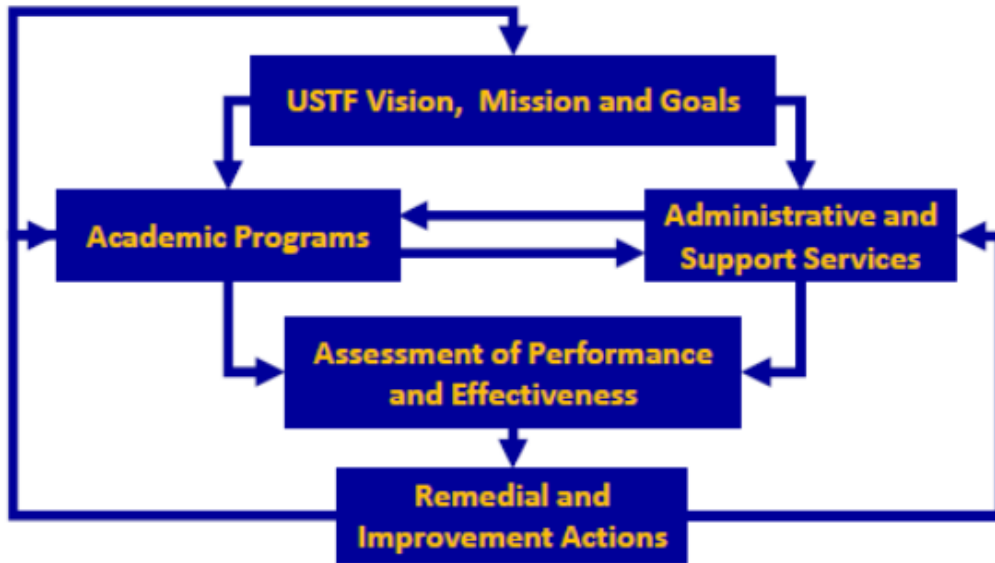 USTF Vision, Mission and Goals
Academic Programs
Administrative and
Support Services
Assessment of Performance
and Effectiveness
Remedial and
Improvement Actions